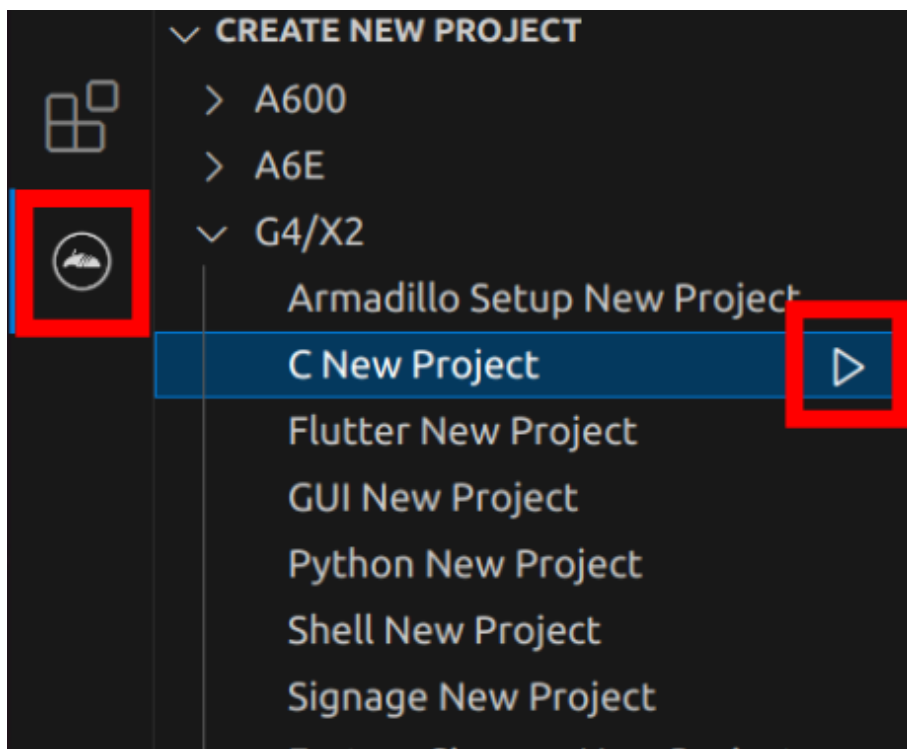 CREATE NEW PROJECT
A600
A6E
G4/X2
Armadillo Setup New Project
C New Project
Flutter New Project
GUI New Project
Python New Project
Shell New Project
Signage New Project